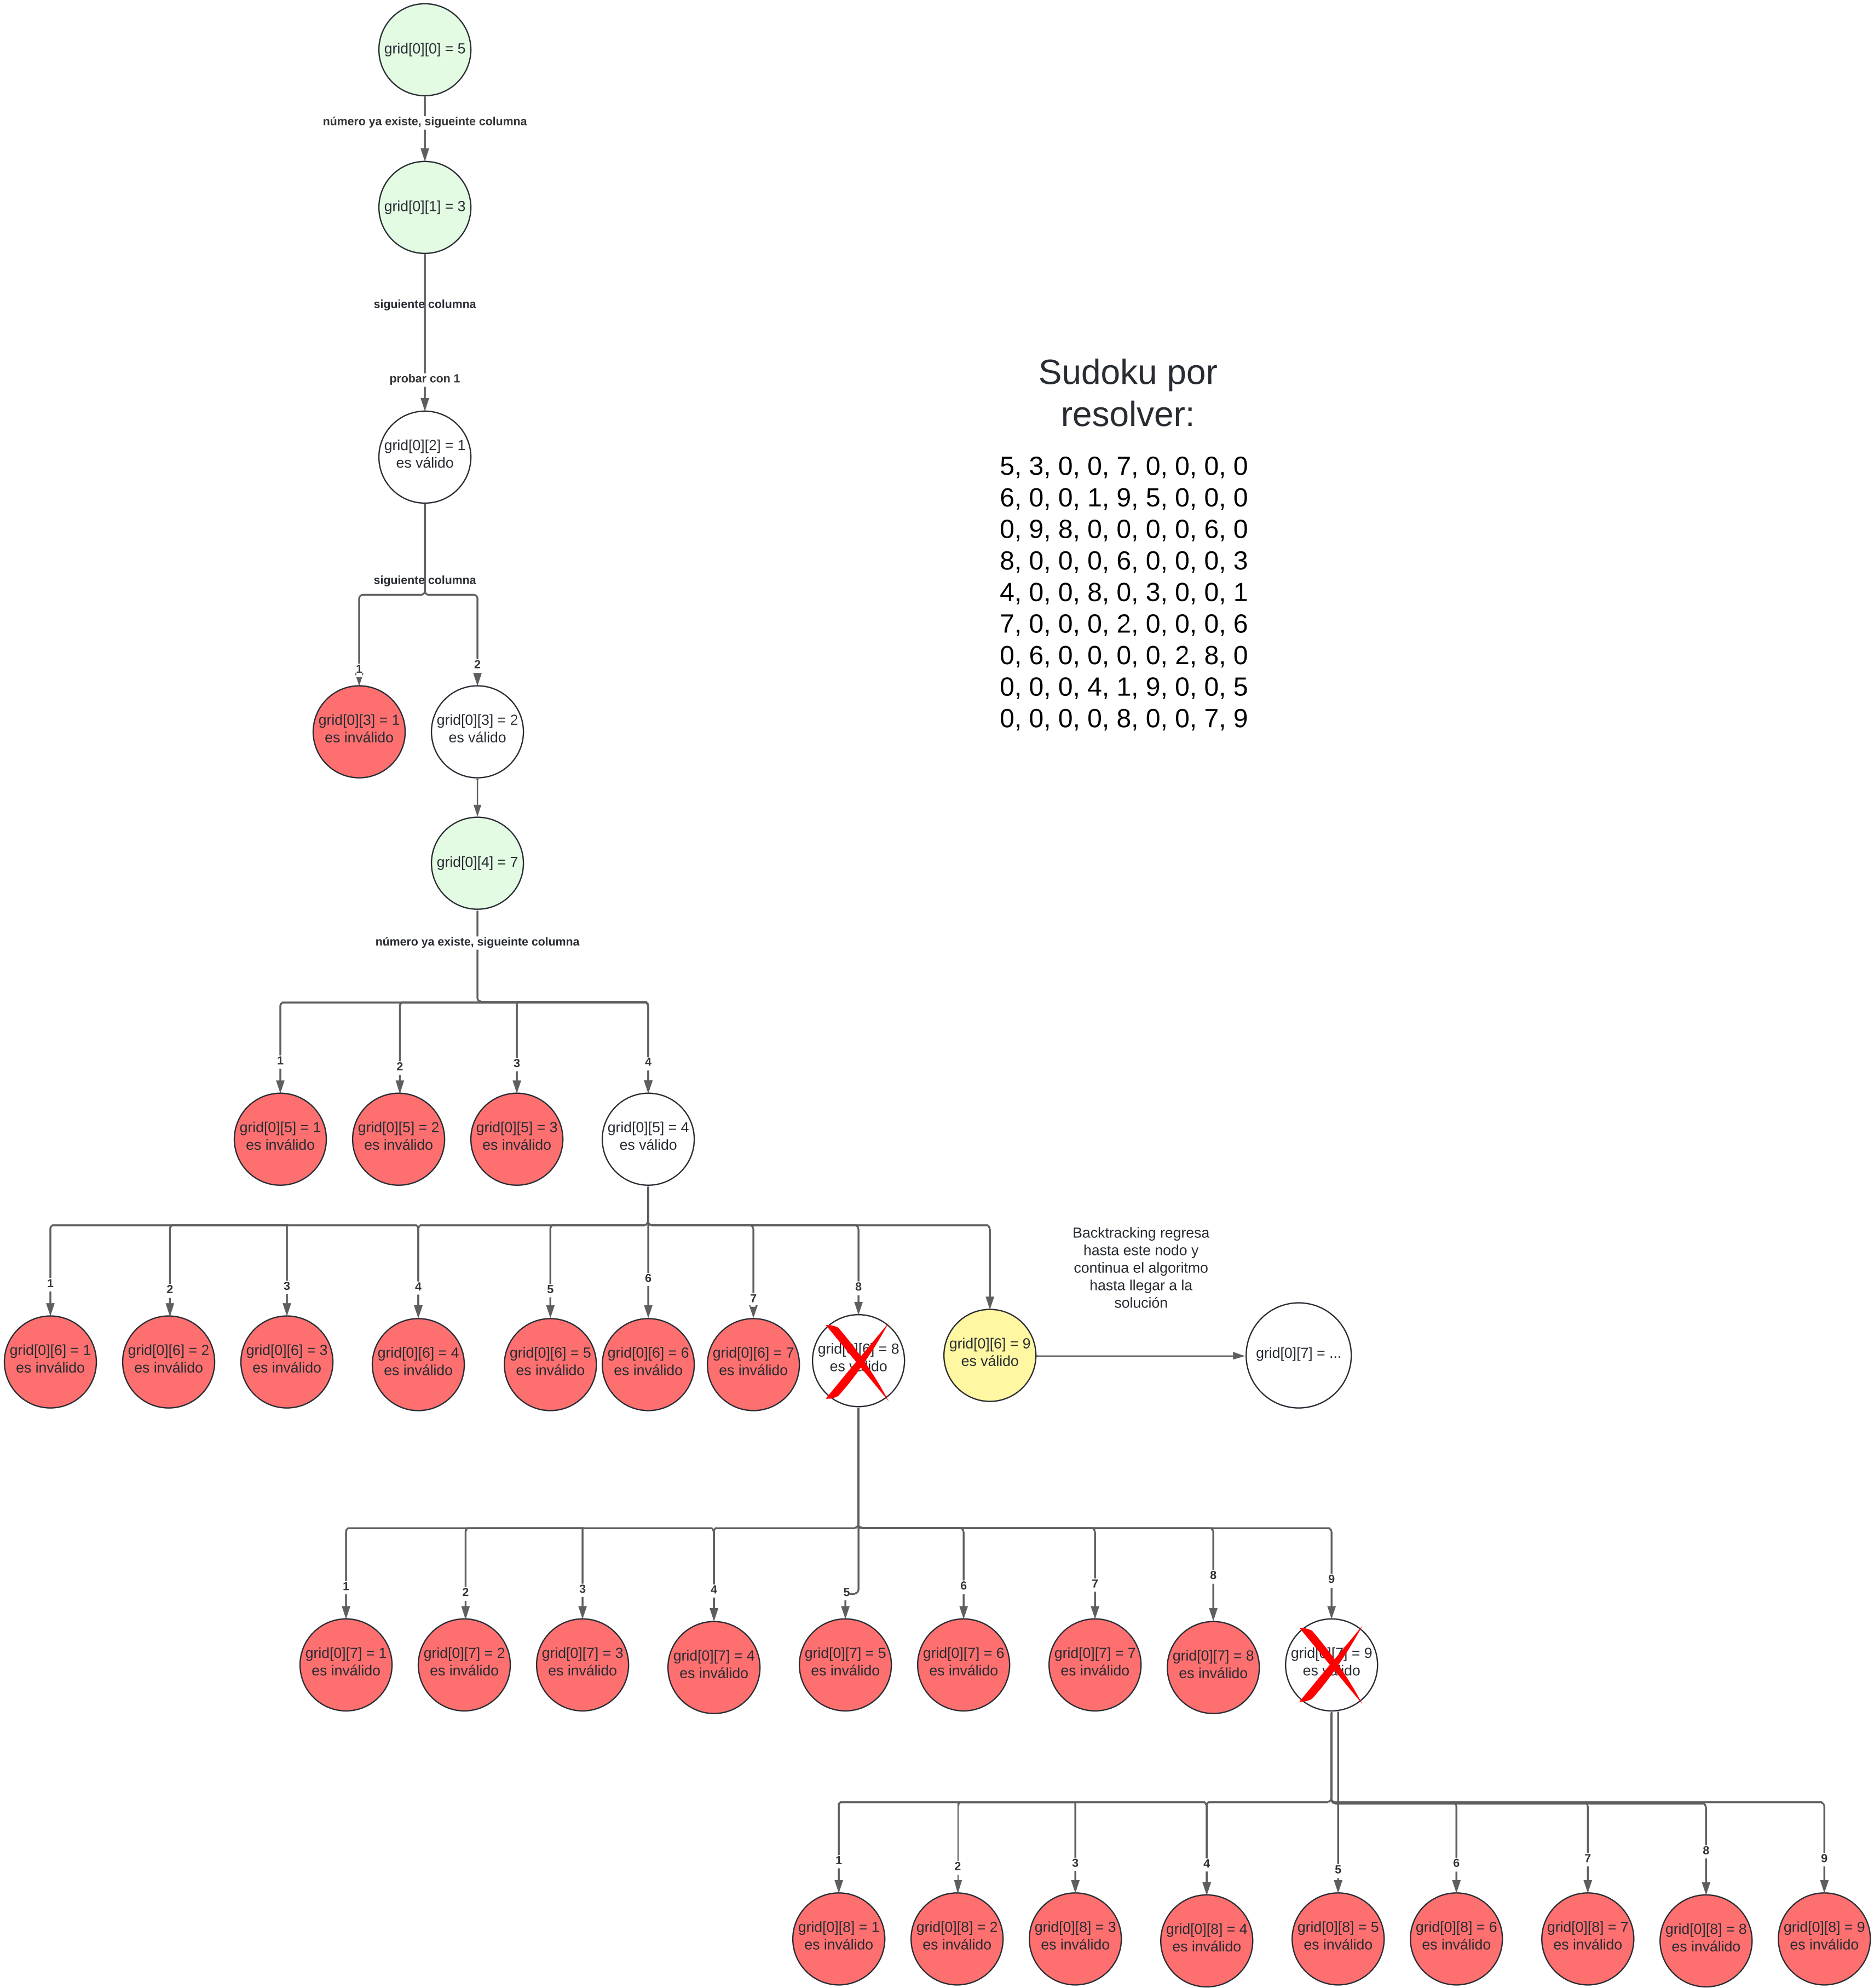 grid[0][0] = 5
número ya existe, sigueinte columna
grid[0][1] = 3
siguiente columna
probar con 1
grid[0][2] = 1
es válido
siguiente columna
1
2
grid[0][3] = 1
es inválido
grid[0][3] = 2
es válido
grid[0][4] = 7
número ya existe, sigueinte columna
Sudoku por
resolver:
5, 3, 0, 0, 7, 0, 0, 0, 0
6, 0, 0, 1, 9, 5, 0, 0, 0
0, 9, 8, 0, 0, 0, 0, 6, 0
8, 0, 0, 0, 6, 0, 0, 0, 3
4, 0, 0, 8, 0, 3, 0, 0, 1
7, 0, 0, 0, 2, 0, 0, 0, 6
0, 6, 0, 0, 0, 0, 2, 8, 0
0, 0, 0, 4, 1, 9, 0, 0, 5
0, 0, 0, 0, 8, 0, 0, 7, 9
1
2
3
4
grid[0][5] = 1
es inválido
grid[0][5] = 2
es inválido
grid[0][5] = 3
es inválido
grid[0][5] = 4
es válido
1
2
3
4
5
6
7
8
grid[0][6] = 1
es inválido
grid[0][6] = 2
es inválido
grid[0][6] = 3
es inválido
grid[0][6] = 4
es inválido
grid[0][6] = 5
es inválido
grid[0][6] = 6
es inválido
grid[0][6] = 7
es inválido
grid[0][6] = 8
es válido
grid[0][6] = 9
es válido
Backtracking regresa
hasta este nodo y
continua el algoritmo
hasta llegar a la
solución
grid[0][7] = ...
1
2
3
4
5
6
7
8
9
grid[0][7] = 1
es inválido
grid[0][7] = 2
es inválido
grid[0][7] = 3
es inválido
grid[0][7] = 4
es inválido
grid[0][7] = 5
es inválido
grid[0][7] = 6
es inválido
grid[0][7] = 7
es inválido
grid[0][7] = 8
es inválido
grid[0][7] = 9
es válido
1
2
3
4
5
6
7
8
9
grid[0][8] = 1
es inválido
grid[0][8] = 2
es inválido
grid[0][8] = 3
es inválido
grid[0][8] = 4
es inválido
grid[0][8] = 5
es inválido
grid[0][8] = 6
es inválido
grid[0][8] = 7
es inválido
grid[0][8] = 8
es inválido
grid[0][8] = 9
es inválido